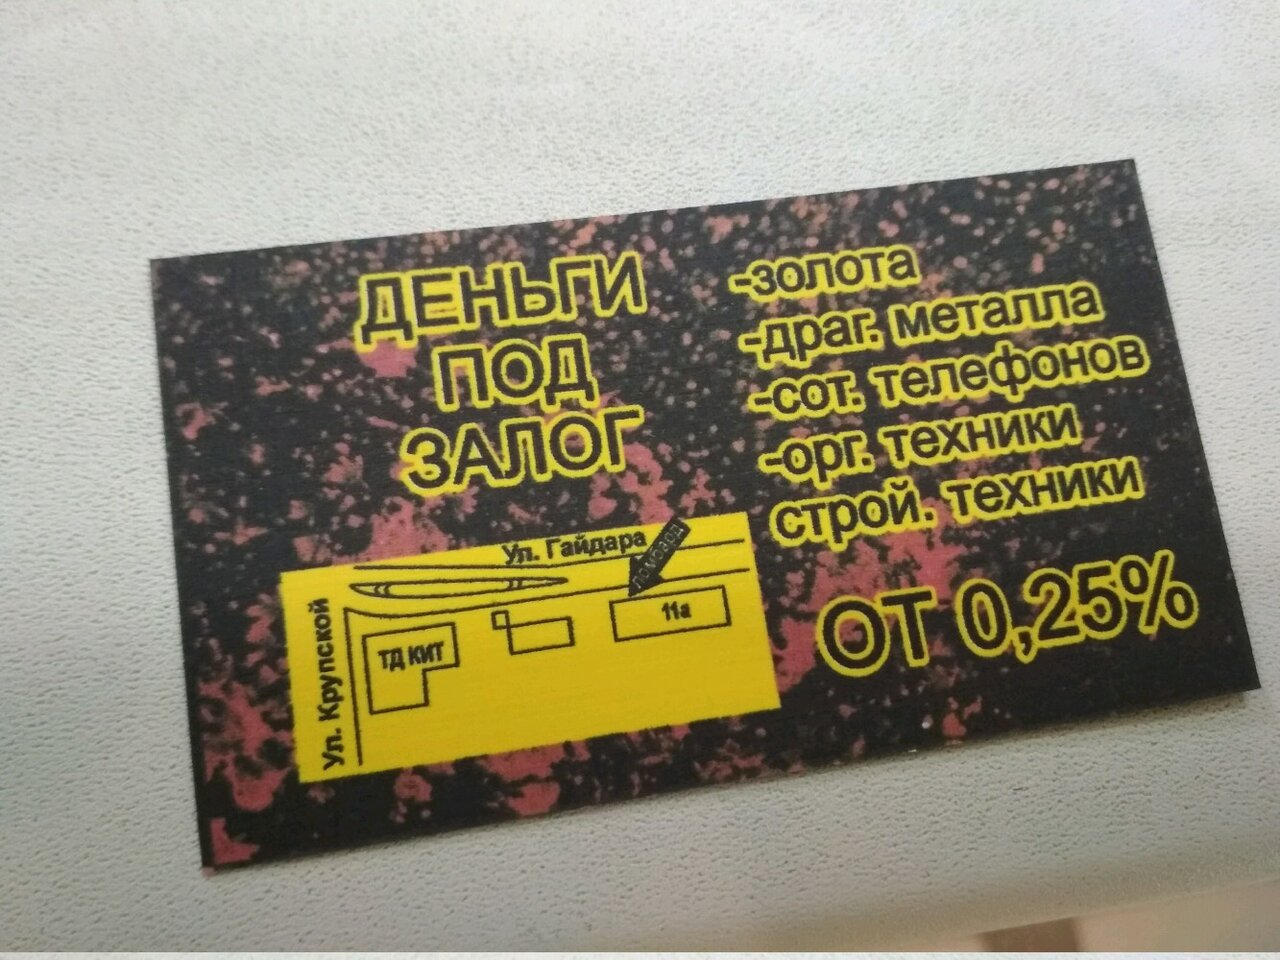 ДЕНЬГИ
ПОД
ЗАЛОГ
-золота
-драг. металла
-сот. телефонов
-орг. техники
строй. техники
ОТ 0,25%
Ул. Гайдара
11а
ТД КИТ
Ул. Крупской